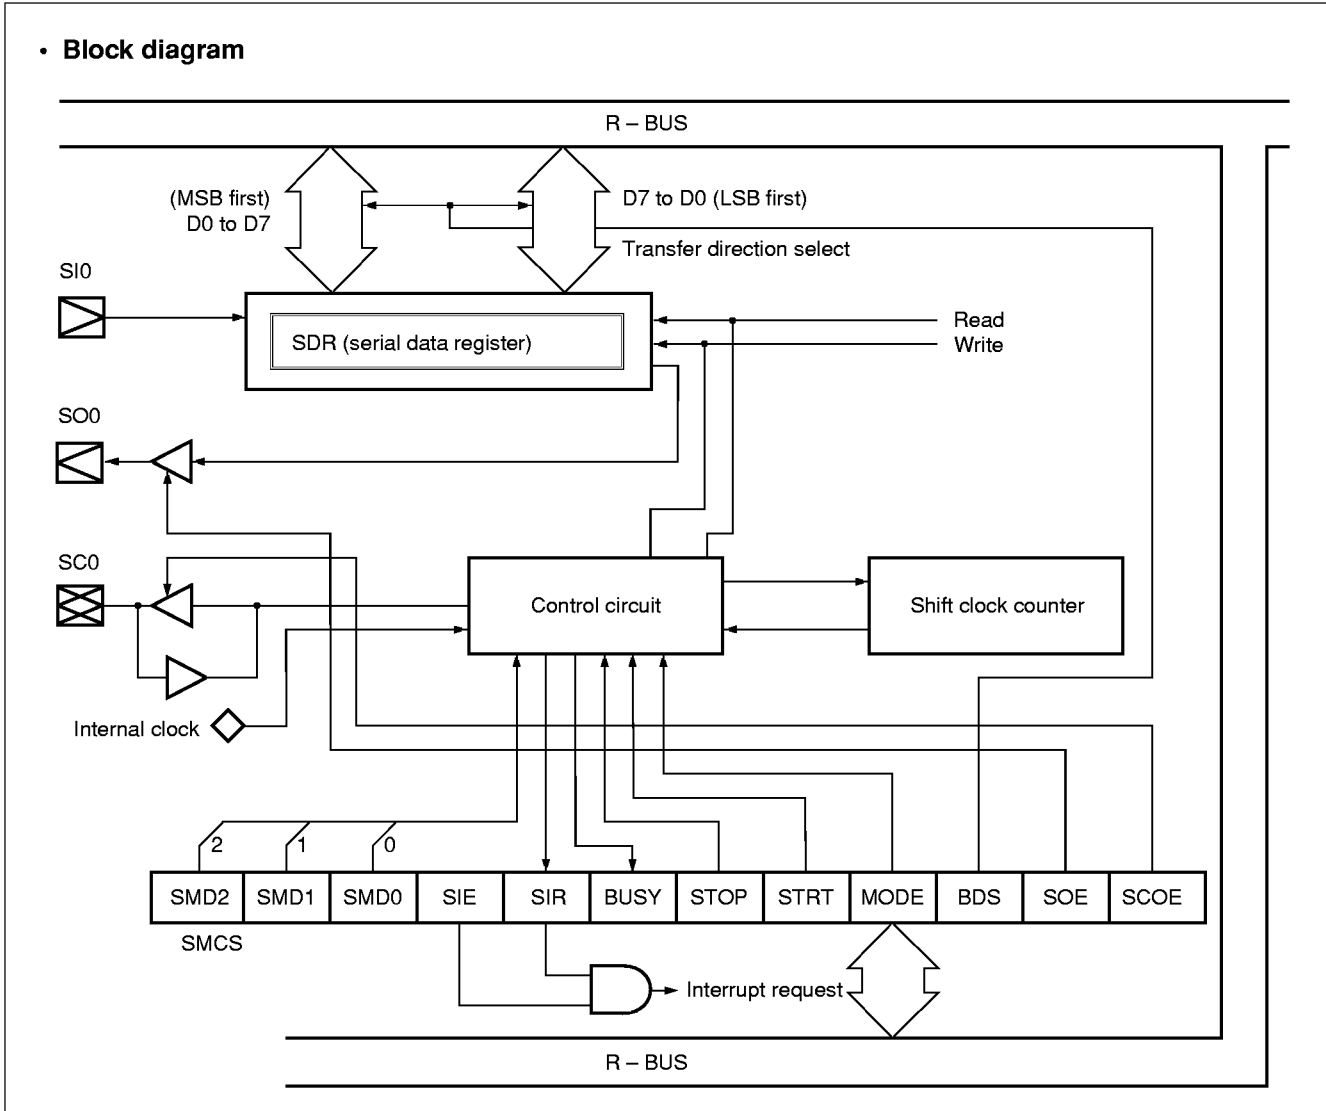 • Block diagram
R – BUS
(MSB first)
D0 to D7
D7 to D0 (LSB first)
Transfer direction select
SI0
SDR (serial data register)
Read
Write
SO0
SC0
Control circuit
Shift clock counter
Internal clock
2
1
0
SMD2
SMD1
SMD0
SIE
SIR
BUSY
STOP
STRT
MODE
BDS
SOE
SCOE
SMCS
Interrupt request
R – BUS